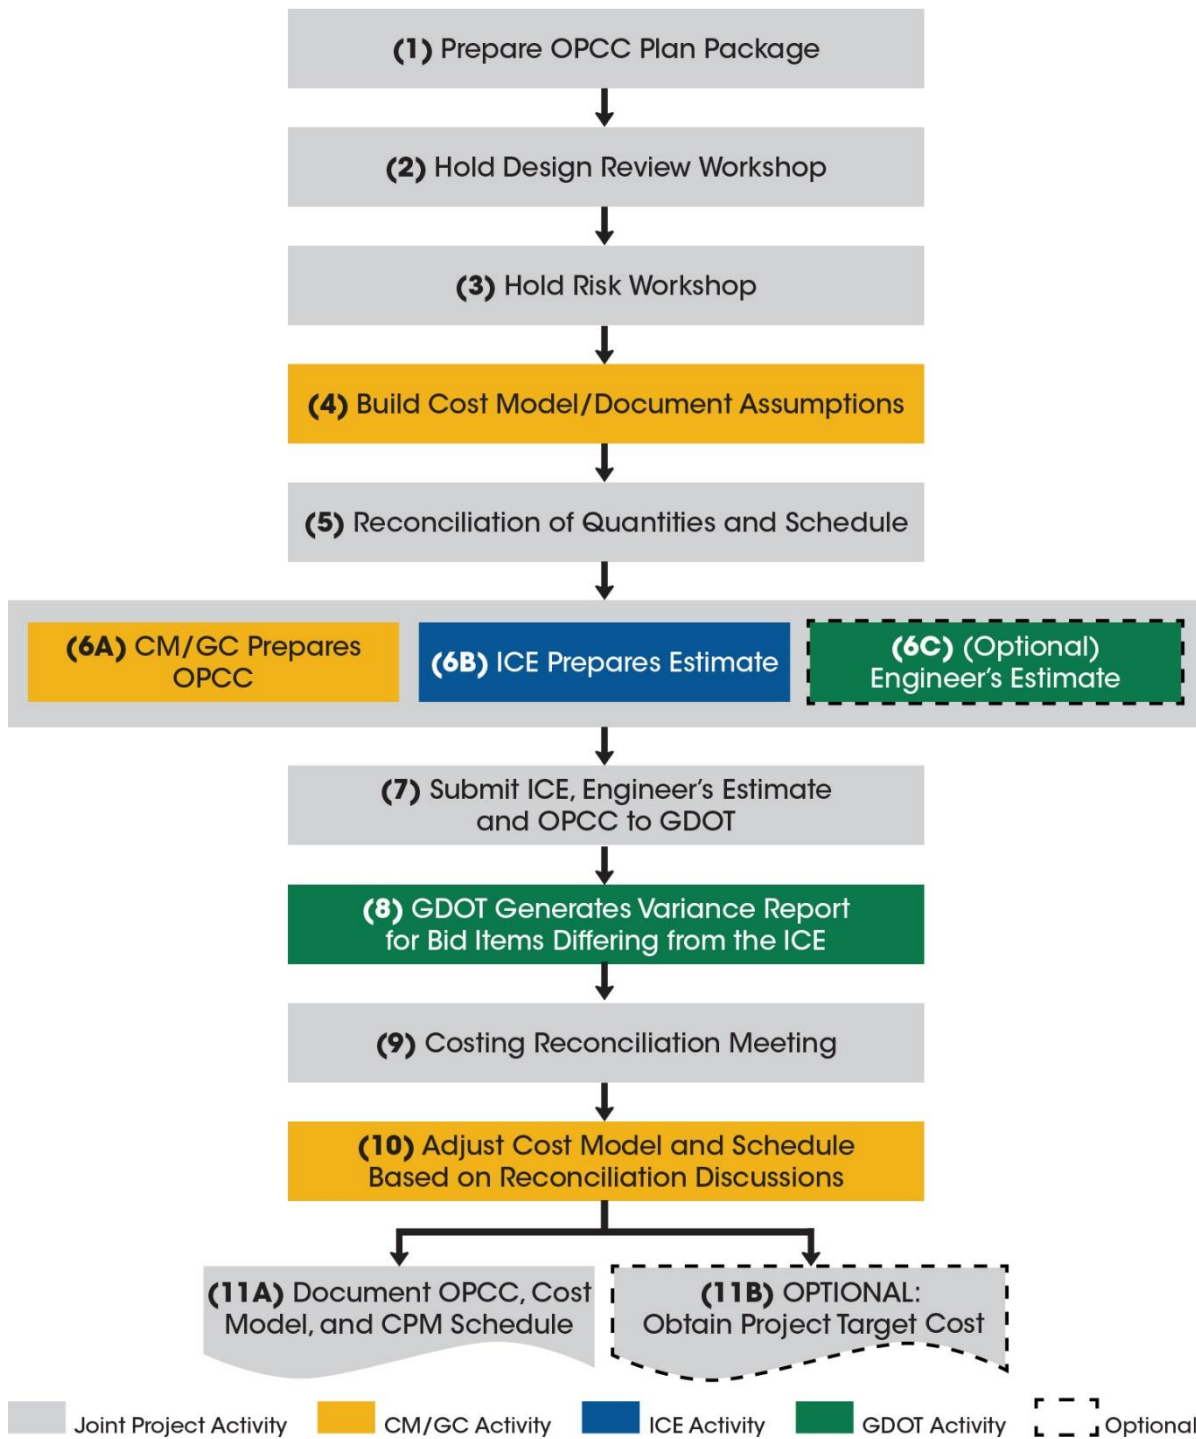 (1) Prepare OPCC Plan Package
(2) Hold Design Review Workshop
(3) Hold Risk Workshop
(4) Build Cost Model/Document Assumptions
(5) Reconciliation of Quantities and Schedule
(6A) CM/GC Prepares
OPCC
(6B) ICE Prepares Estimate
(6C) (Optional)
Engineer's Estimate
(7) Submit ICE, Engineer's Estimate
and OPCC to GDOT
(8) GDOT Generates Variance Report
for Bid Items Differing from the ICE
(9) Costing Reconciliation Meeting
(10) Adjust Cost Model and Schedule
Based on Reconciliation Discussions
(11A) Document OPCC, Cost
Model, and CPM Schedule
(11B) OPTIONAL:
Obtain Project Target Cost
Joint Project Activity
CM/GC Activity
ICE Activity
GDOT Activity
Optional